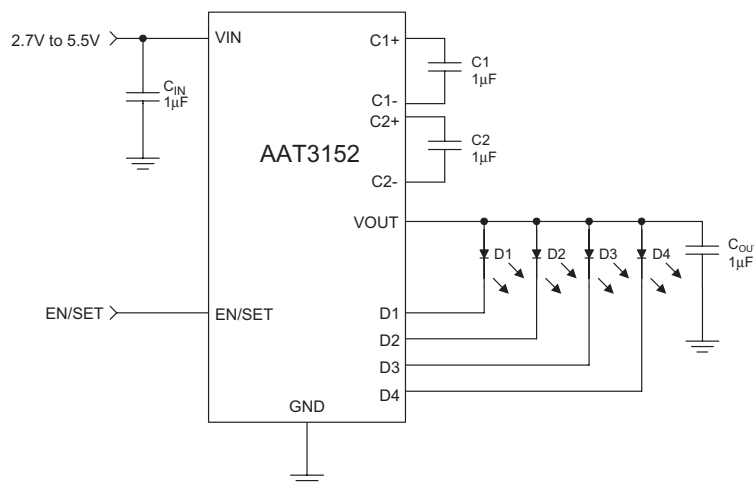 2.7V to 5.5V
VIN
C1+
C1
1µF
CIN
1µF
C1-
C2+
C2
1µF
AAT3152
C2-
VOUT
D1
D2
D3
D4
COUT
1µF
EN/SET
EN/SET
D1
D2
D3
D4
GND